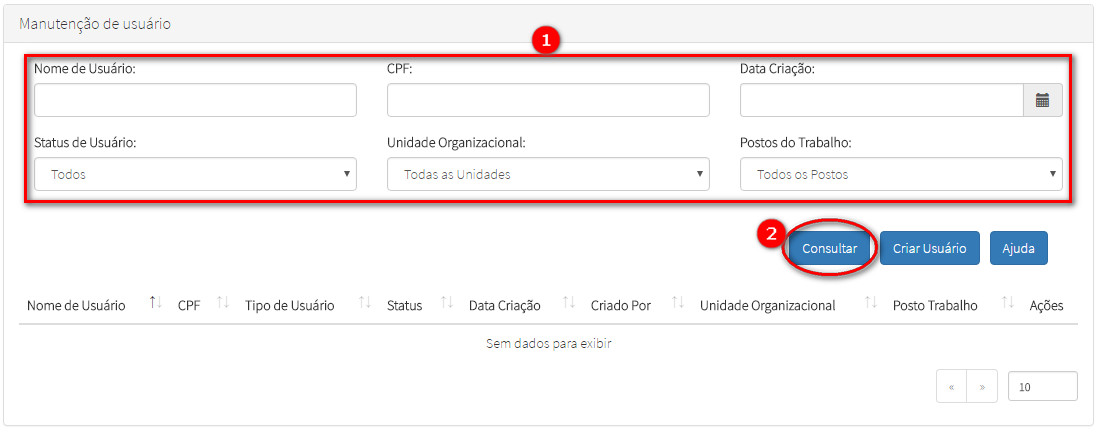 Manutenção de usuário
1
Nome de Usuário: CPF: Data Criação:
Status de Usuário: Unidade Organizacional: Postos do Trabalho:
Todos Todas as Unidades Todos os Postos
2
Consultar Criar Usuário Ajuda
Nome de Usuário CPF Tipo de Usuário Status Data Criação Criado Por Unidade Organizacional Posto Trabalho Ações
Sem dados para exibir
« » 10